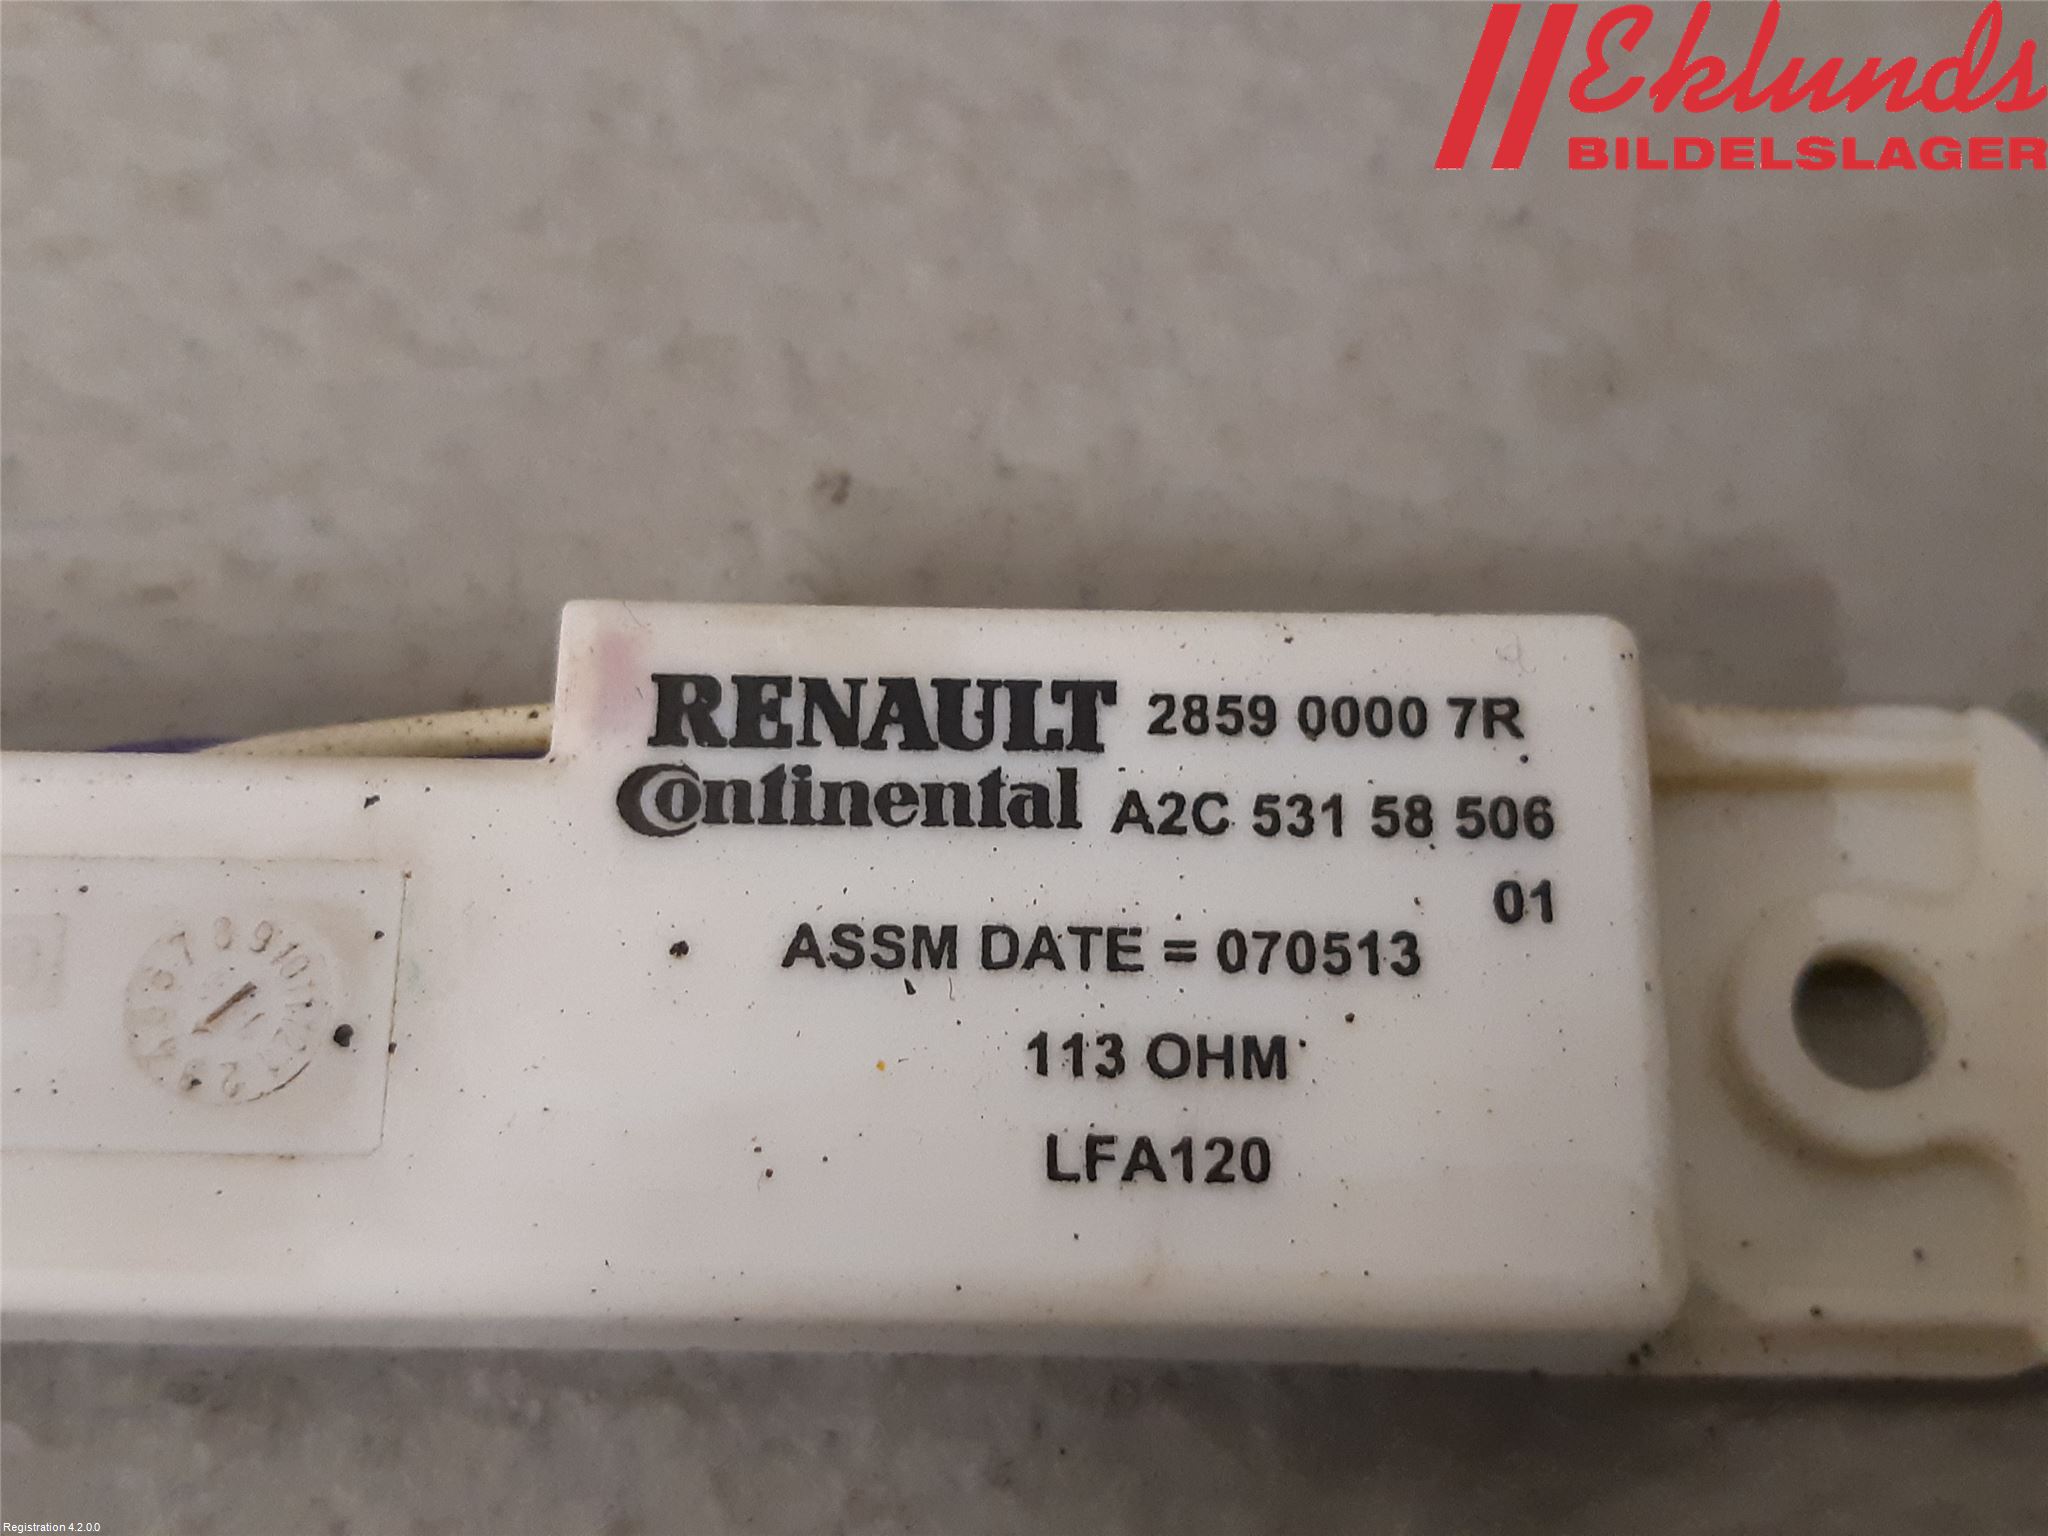 Eklunds
BILDELSLAGER
RENAULT 2859 0000 7R
Continental A2C 531 58 506
01
ASSM DATE = 070513
113 OHM
LFA120
Registration 4.2.0.0